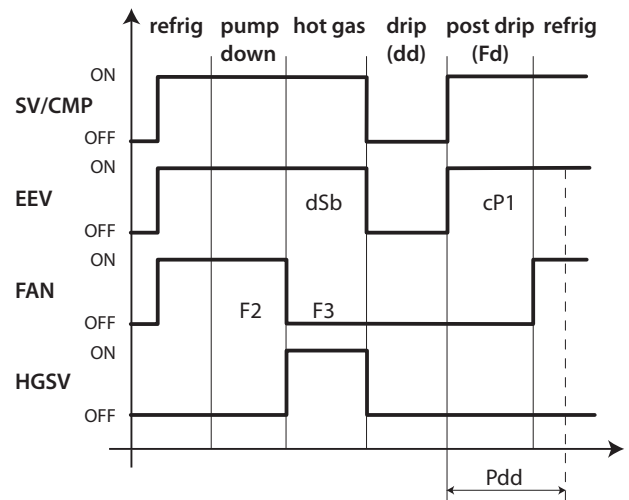 refrig pump down hot gas drip (dd) post drip (Fd) refrig
ON
SV/CMP
OFF
ON
EEV
dSb cP1
OFF
ON
FAN
F2 F3
OFF
ON
HGSV
OFF
Pdd